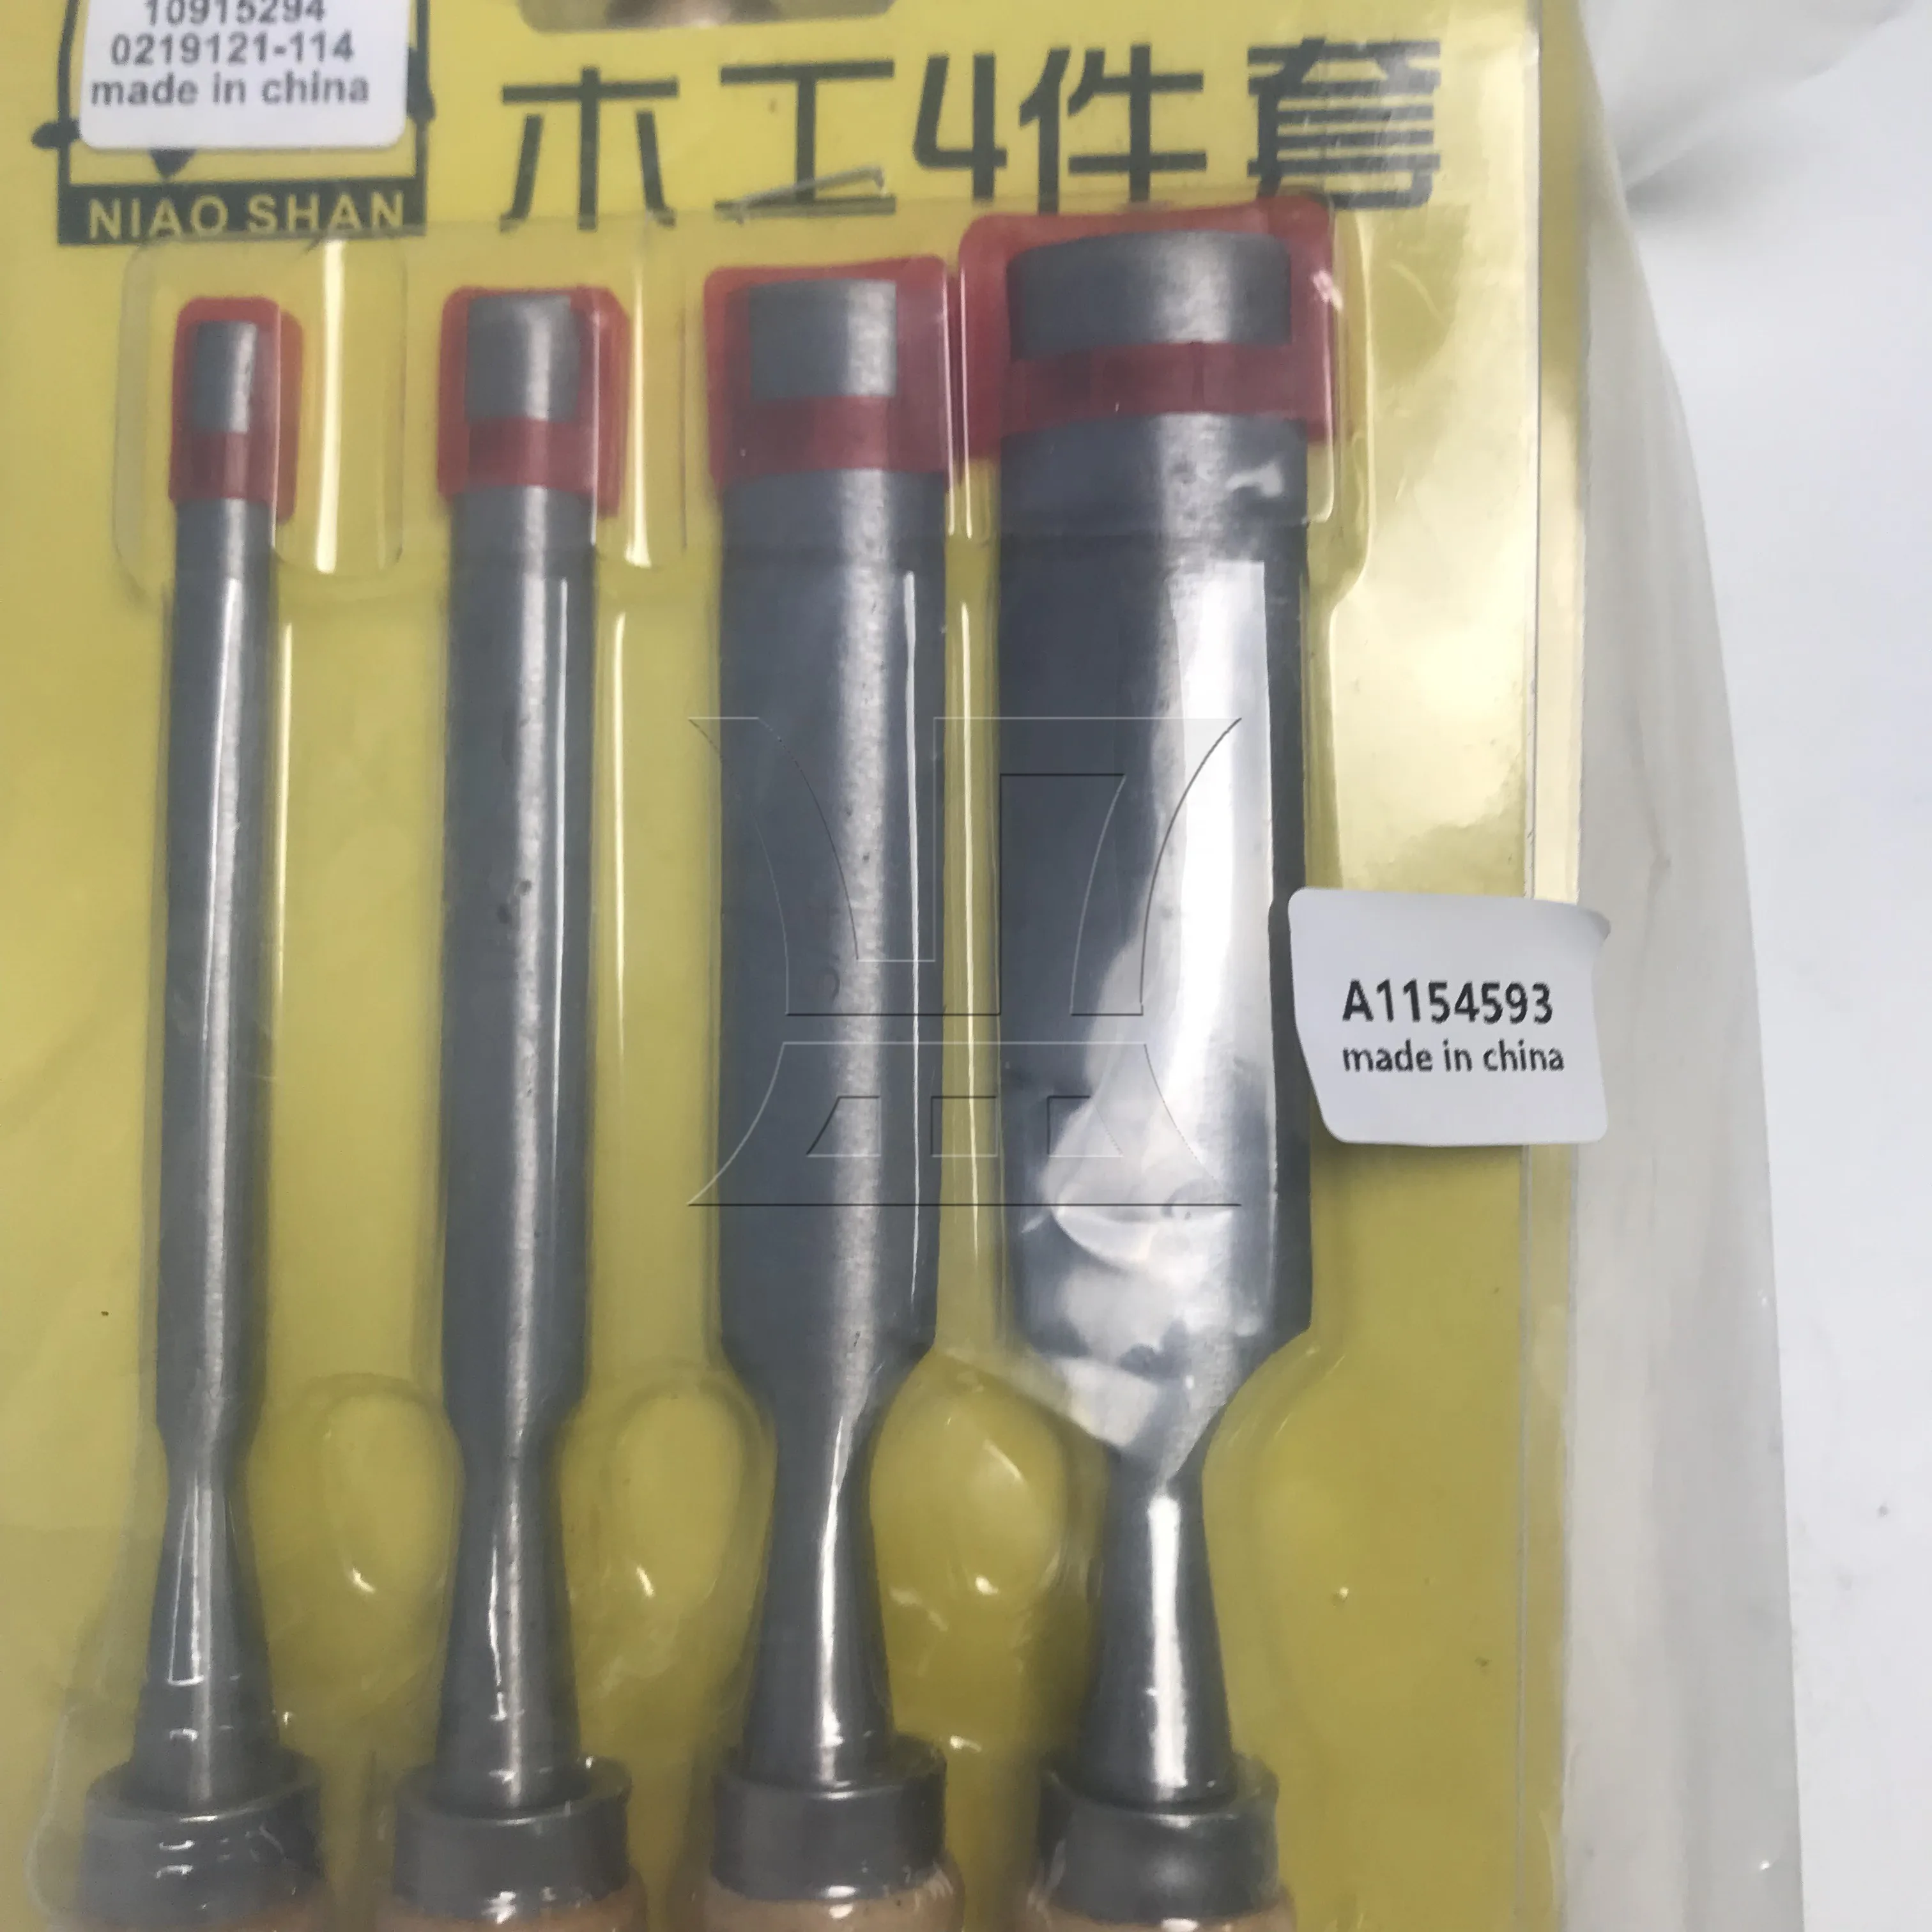 10915294
0219121-114
made in china
NIAO SHAN
木工4件套
A1154593
made in china